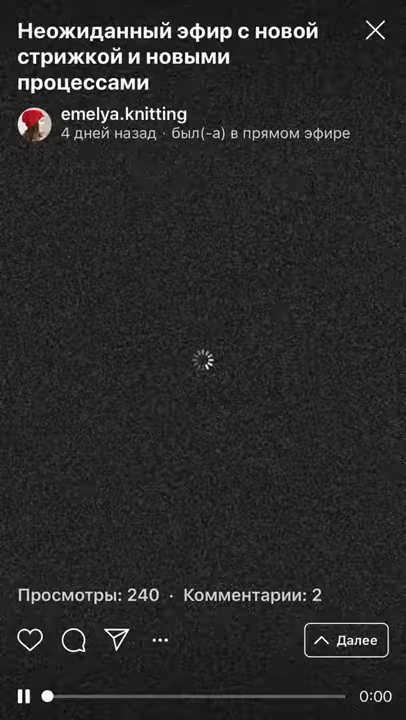 Неожиданный эфир с новой
стрижкой и новыми
процессами
emelya.knitting
4 дней назад · был(-а) в прямом эфире
Просмотры: 240 · Комментарии: 2
Далее
0:00